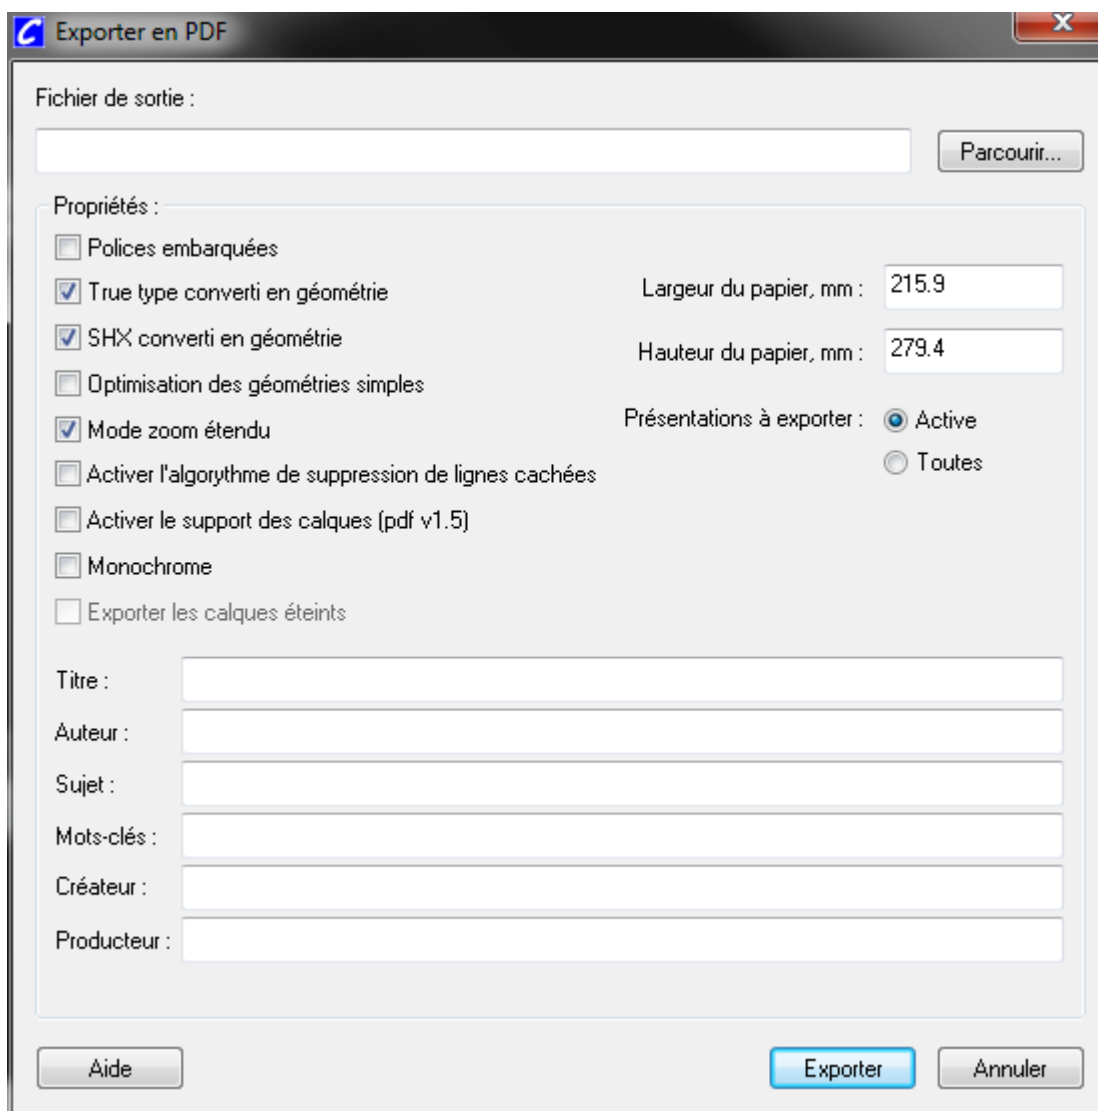 Exporter en PDF
Fichier de sortie :
Parcourir...
Propriétés :
Polices embarquées
True type converti en géométrie
Largeur du papier, mm : 215.9
SHX converti en géométrie
Hauteur du papier, mm : 279.4
Optimisation des géométries simples
Présentations à exporter : Active
Mode zoom étendu
Toutes
Activer l'algorythme de suppression de lignes cachées
Activer le support des calques (pdf v1.5)
Monochrome
Exporter les calques éteints
Titre :
Auteur :
Sujet :
Mots-clés :
Créateur :
Producteur :
Aide
Exporter
Annuler